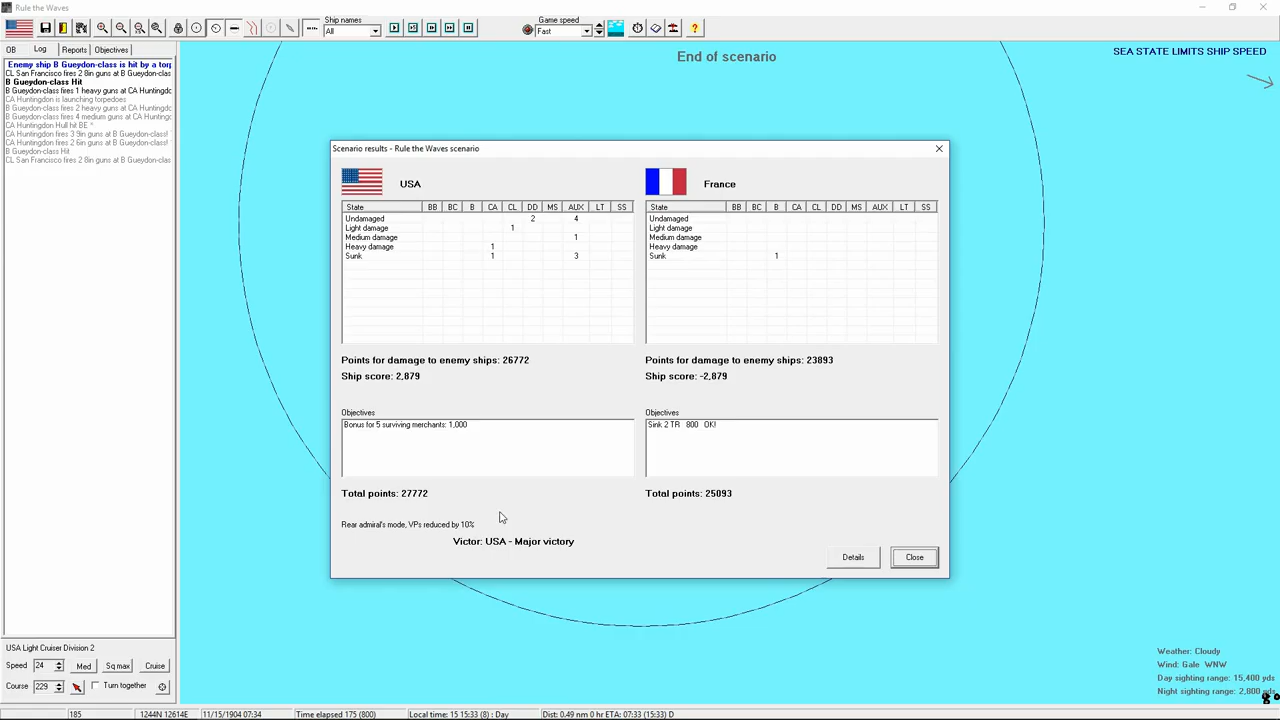 Rule the Waves
Ship names
All
Game speed
Fast
OB Log Reports Objectives
Enemy ship B Gueydon-class is hit by a torp
CL San Francisco fires 2 8in guns at B Gueydon-clas
B Gueydon-class Hit
B Gueydon-class fires 1 heavy guns at CA Huntingdo
CA Huntingdon is launching torpedoes
B Gueydon-class fires 2 heavy guns at CA Huntingdo
B Gueydon-class fires 4 medium guns at CA Huntingd
CA Huntingdon Hull hit BE *
CA Huntingdon fires 3 9in guns at B Gueydon-class!
CA Huntingdon fires 2 6in guns at B Gueydon-class!
B Gueydon-class Hit
CL San Francisco fires 2 8in guns at B Gueydon-clas
End of scenario
SEA STATE LIMITS SHIP SPEED
Scenario results - Rule the Waves scenario
USA
State BB BC B CA CL DD MS AUX LT SS
Undamaged 2 4
Light damage 1
Medium damage 1
Heavy damage 1
Sunk 1 3
Points for damage to enemy ships: 26772
Ship score: 2,879
Objectives
Bonus for 5 surviving merchants: 1,000
Total points: 27772
Rear admiral's mode, VPs reduced by 10%
France
State BB BC B CA CL DD MS AUX LT SS
Undamaged
Light damage
Medium damage
Heavy damage
Sunk 1
Points for damage to enemy ships: 23893
Ship score: -2,879
Objectives
Sink 2 TR 800 OK!
Total points: 25093
Victor: USA - Major victory
Details Close
USA Light Cruiser Division 2
Speed 24 Med Sq max Cruise
Course 229 Turn together
Weather: Cloudy
Wind: Gale WNW
Day sighting range: 15,400 yds
Night sighting range: 2,800 yds
185 1244N 12614E 11/15/1904 07:34 Time elapsed 175 (800) Local time: 15 15:33 (8) : Day Dist: 0.49 nm 0 hr ETA: 07:33 (15:33) D